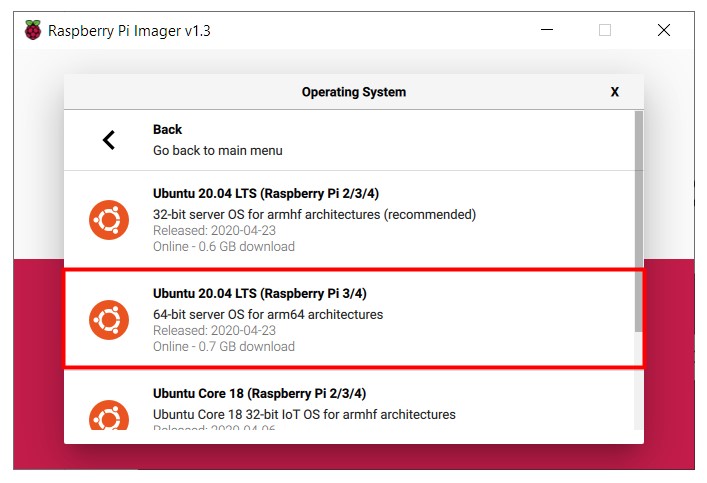 Raspberry Pi Imager v1.3
Operating System
X
Back
Go back to main menu
Ubuntu 20.04 LTS (Raspberry Pi 2/3/4)
32-bit server OS for armhf architectures (recommended)
Released: 2020-04-23
Online - 0.6 GB download
Ubuntu 20.04 LTS (Raspberry Pi 3/4)
64-bit server OS for arm64 architectures
Released: 2020-04-23
Online - 0.7 GB download
Ubuntu Core 18 (Raspberry Pi 2/3/4)
Ubuntu Core 18 32-bit IoT OS for armhf architectures
Released: 2020-04-06